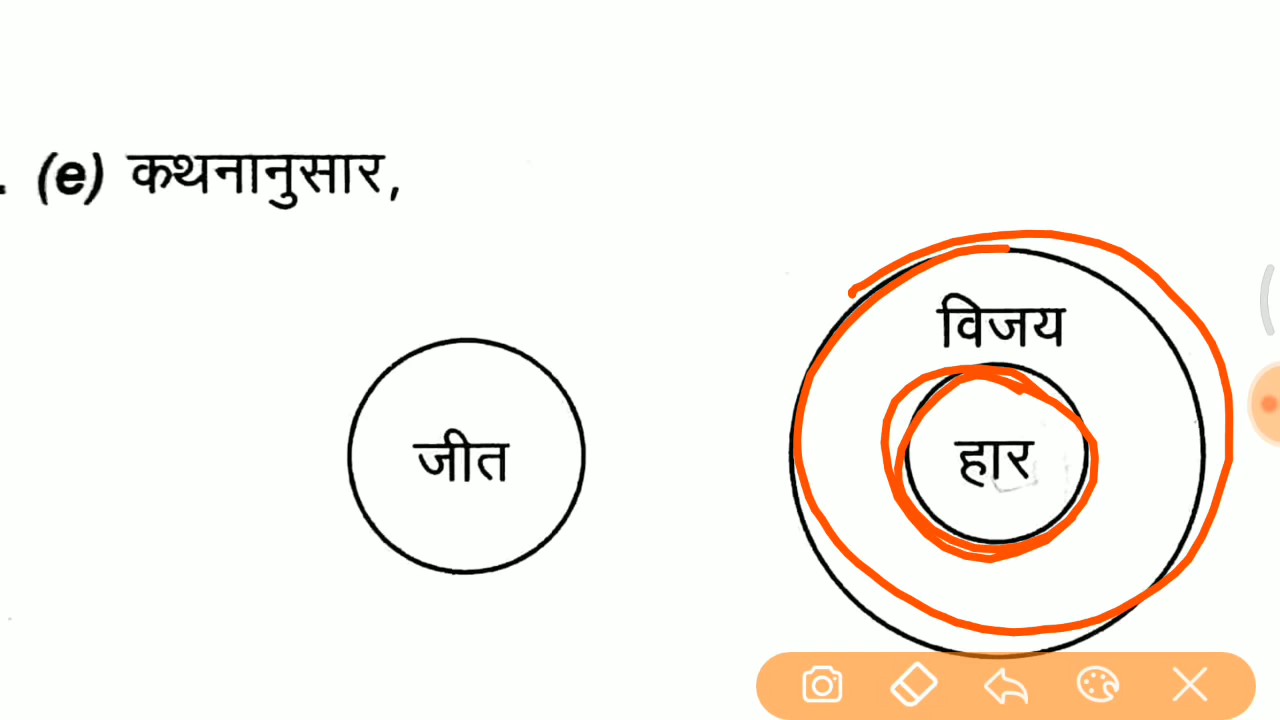 . (e) कथनानुसार,
विजय
जीत
हार